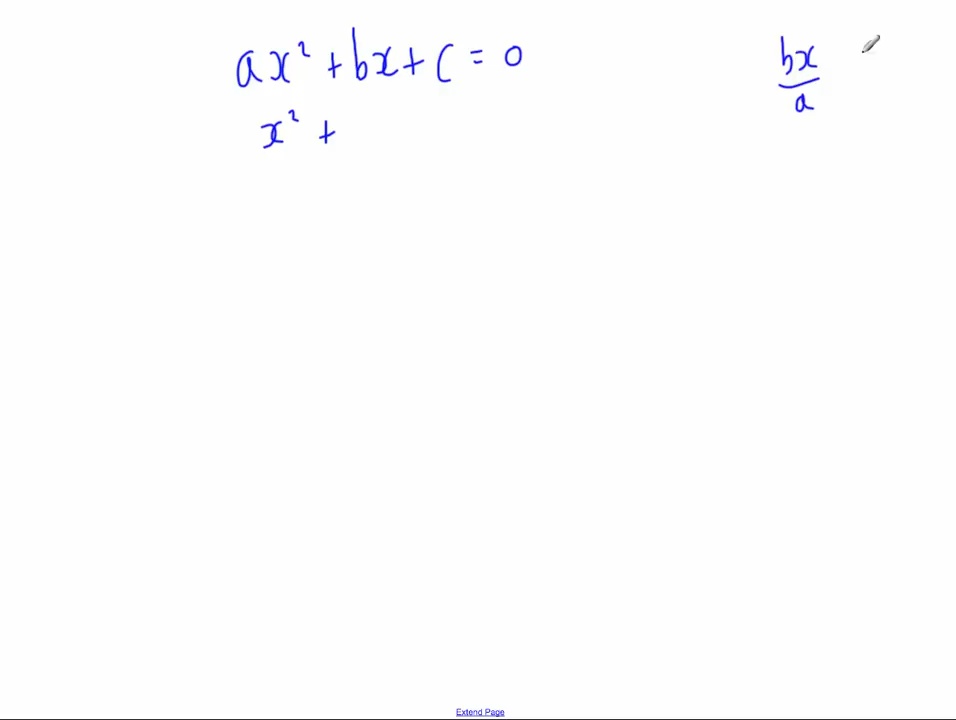 ax² + bx + c = 0
x² +
bx
a
Extend Page